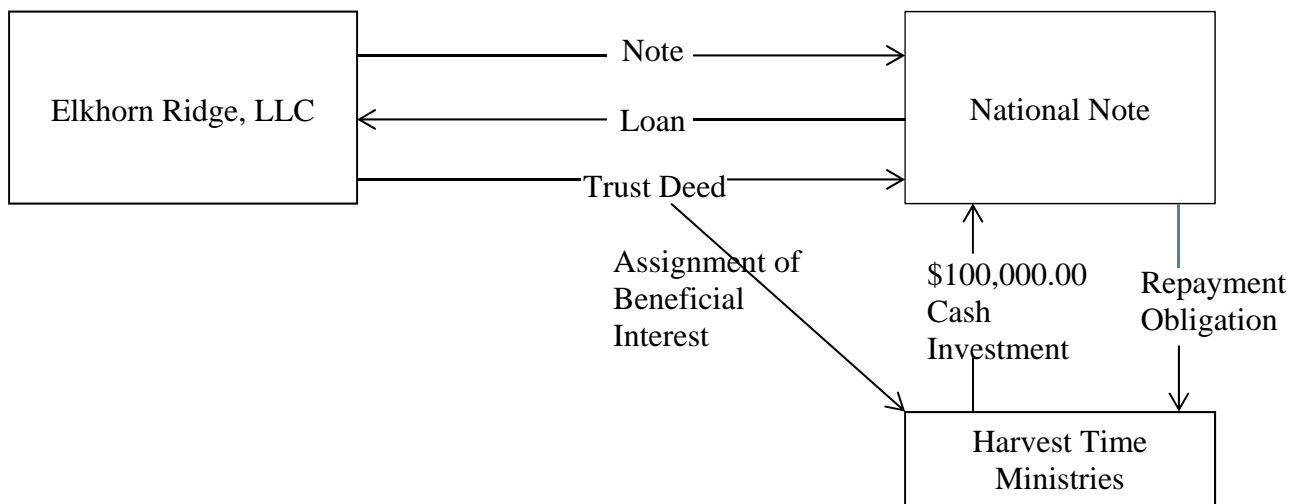 Note
Elkhorn Ridge, LLC
National Note
Loan
Trust Deed
Assignment of
Beneficial
Interest
$100,000.00
Cash
Investment
Repayment
Obligation
Harvest Time
Ministries